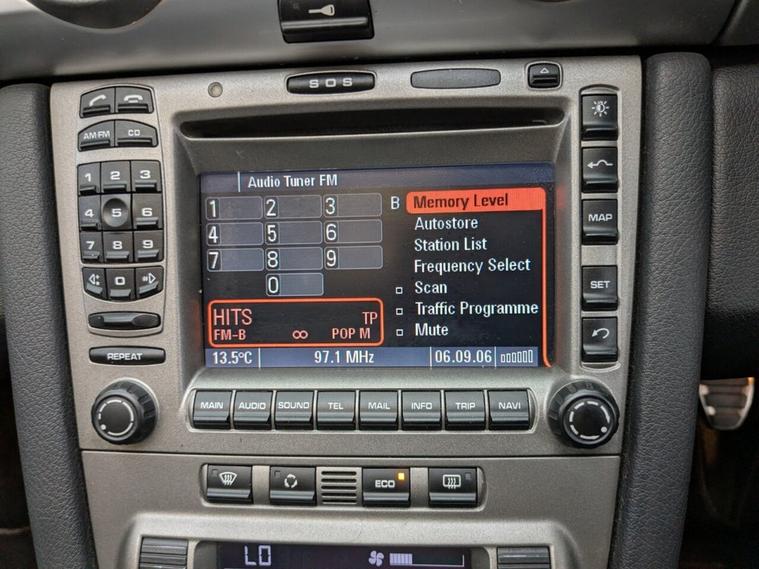 SOS
AM FM CD
1 2 3
4 5 6
7 8 9
0
REPEAT
Audio Tuner FM
1 2 3
4 5 6
7 8 9
0
B Memory Level
Autostore
Station List
Frequency Select
Scan
Traffic Programme
Mute
HITS TP
FM-B ∞ POP M
13.5°C 97.1 MHz 06.09.06
MAP
SET
MAIN AUDIO SOUND TEL MAIL INFO TRIP NAVI
ECO
LO